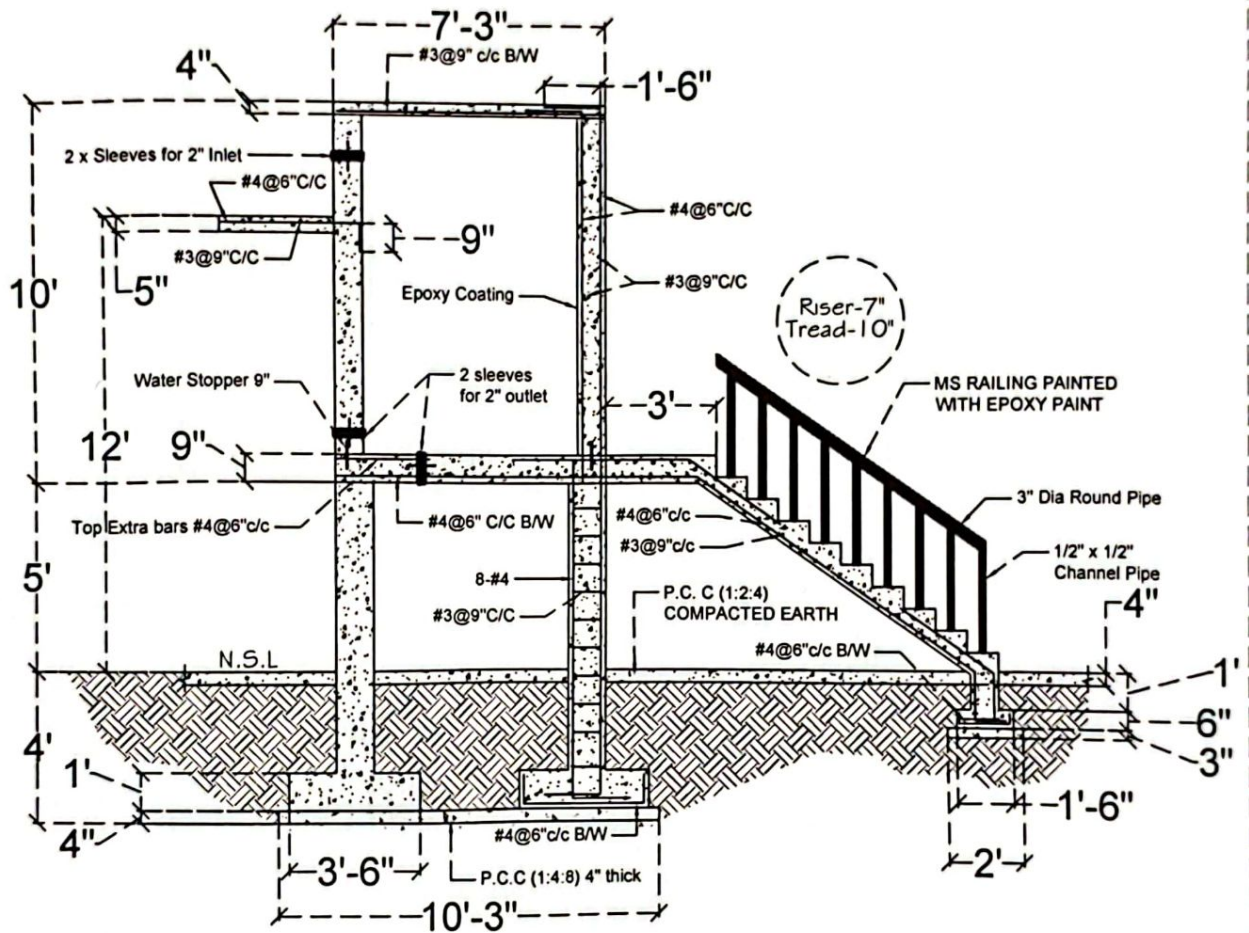 7'-3"
#3@9" c/c B/W
4"
1'-6"
2 x Sleeves for 2" Inlet
#4@6"C/C
#4@6"C/C
9"
#3@9"C/C
#3@9"C/C
10'
5"
Epoxy Coating
Riser-7"
Tread-10"
Water Stopper 9"
2 sleeves
for 2" outlet
3'
MS RAILING PAINTED
WITH EPOXY PAINT
12'
9"
Top Extra bars #4@6"c/c
#4@6" C/C B/W
#4@6"c/c
#3@9"c/c
3" Dia Round Pipe
1/2" x 1/2"
Channel Pipe
5'
8-#4
#3@9"C/C
P.C. C (1:2:4)
COMPACTED EARTH
4"
#4@6"c/c B/W
N.S.L
1'
6"
3"
4'
1'
4"
1'-6"
#4@6"c/c B/W
2'
3'-6"
P.C.C (1:4:8) 4" thick
10'-3"